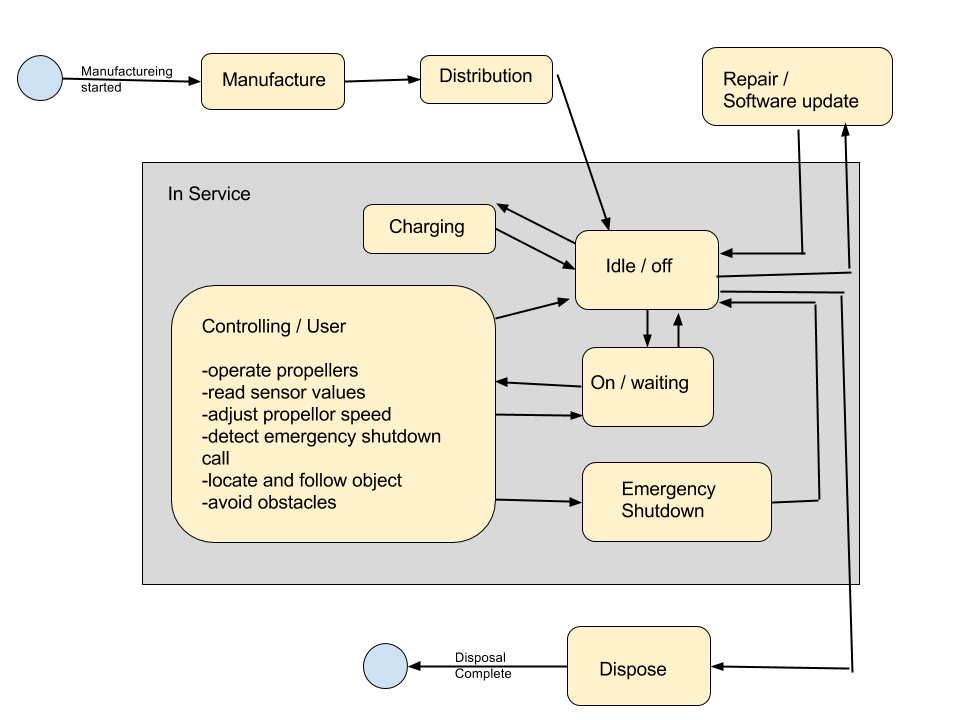 Manufactureing
started
Manufacture
Distribution
Repair /
Software update
In Service
Charging
Idle / off
Controlling / User
-operate propellers
-read sensor values
-adjust propellor speed
-detect emergency shutdown
call
-locate and follow object
-avoid obstacles
On / waiting
Emergency
Shutdown
Disposal
Complete
Dispose